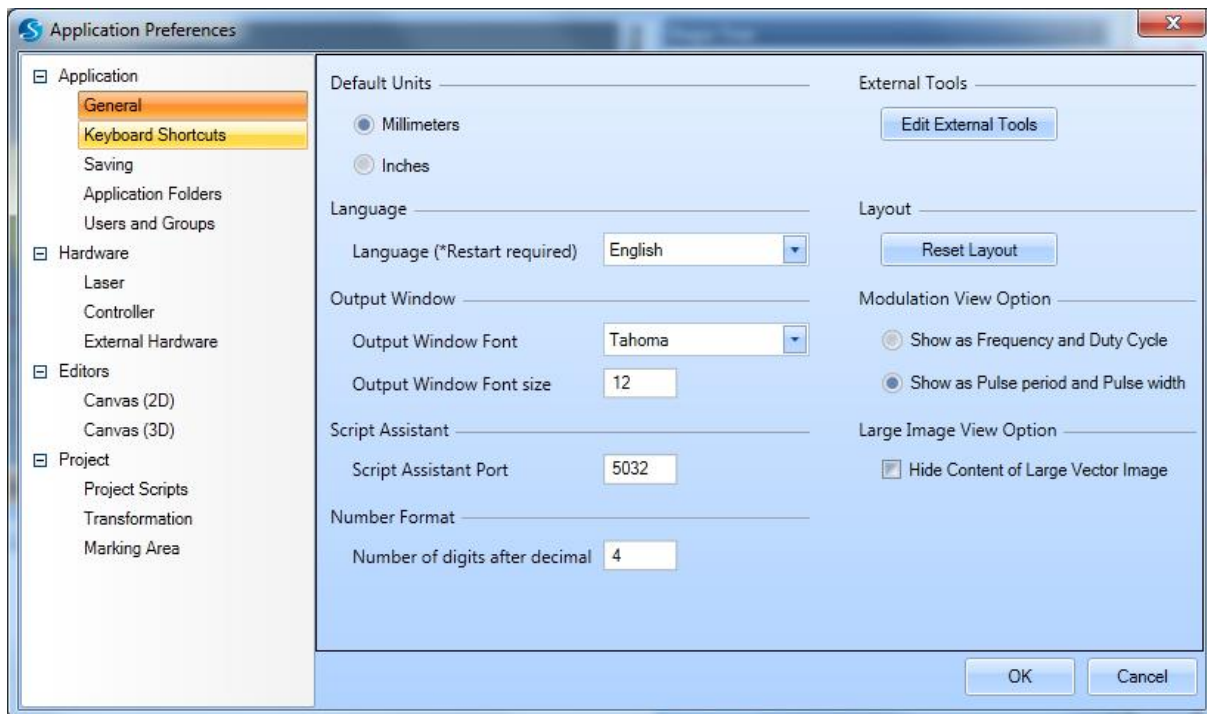 Application Preferences
Application
General
Keyboard Shortcuts
Saving
Application Folders
Users and Groups
Hardware
Laser
Controller
External Hardware
Editors
Canvas (2D)
Canvas (3D)
Project
Project Scripts
Transformation
Marking Area
Default Units
Millimeters
Inches
Language
Language (*Restart required) English
Output Window
Output Window Font Tahoma
Output Window Font size 12
Script Assistant
Script Assistant Port 5032
Number Format
Number of digits after decimal 4
External Tools
Edit External Tools
Layout
Reset Layout
Modulation View Option
Show as Frequency and Duty Cycle
Show as Pulse period and Pulse width
Large Image View Option
Hide Content of Large Vector Image
OK Cancel